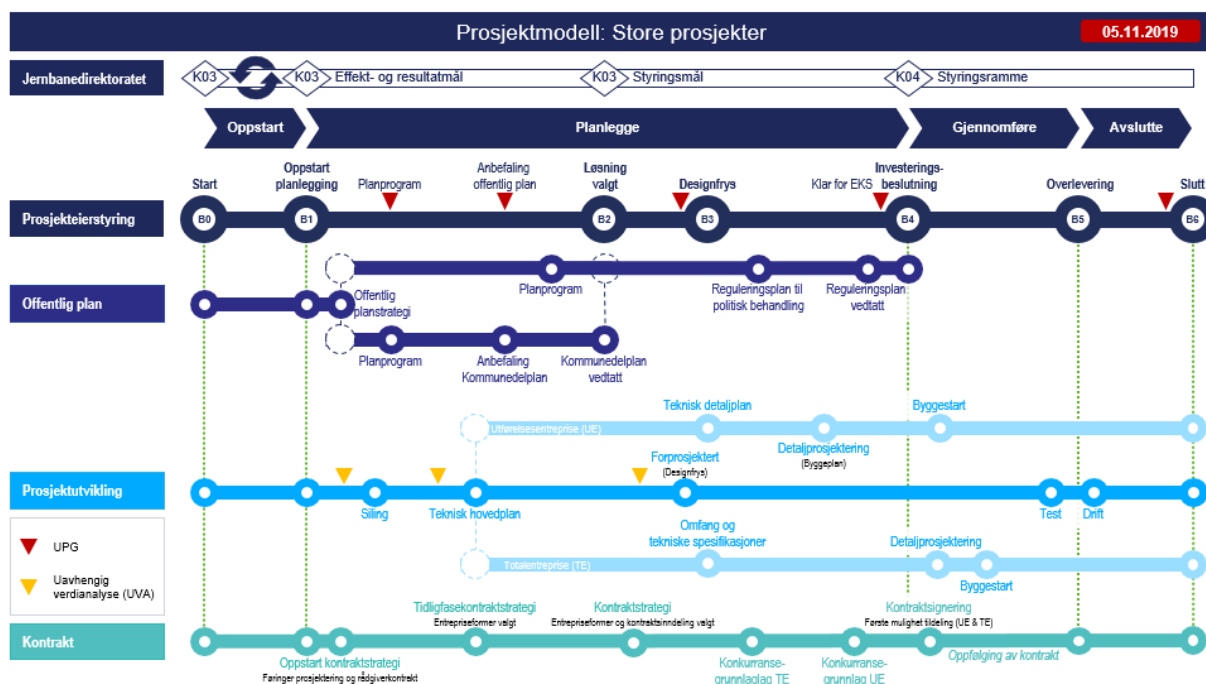 Prosjektmodell: Store prosjekter
05.11.2019
Jernbanedirektoratet
K03
K03
Effekt- og resultatmål
K03
Styringsmål
K04
Styringsramme
Oppstart
Planlegge
Gjennomføre
Avslutte
Prosjekteierstyring
Start
Oppstart
planlegging
Planprogram
Anbefaling
offentlig plan
Løsning
valgt
Designfrys
Klar for EKS
Investerings-
beslutning
Overlevering
Slutt
B0
B1
B2
B3
B4
B5
B6
Offentlig plan
Offentlig
planstrategi
Planprogram
Reguleringsplan til
politisk behandling
Reguleringsplan
vedtatt
Planprogram
Anbefaling
Kommunedelplan
Kommunedelplan
vedtatt
Teknisk detaljplan
Byggestart
Utførelsesentreprise (UE)
Detaljprosjektering
(Byggeplan)
Forprosjektert
(Designfrys)
Prosjektutvikling
Siling
Teknisk hovedplan
Test
Drift
Omfang og
tekniske spesifikasjoner
Detaljprosjektering
Totalentreprise (TE)
Byggestart
UPG
Uavhengig
verdianalyse (UVA)
Kontrakt
Tidligfasekontraktstrategi
Entrepriseformer valgt
Kontraktstrategi
Entrepriseformer og kontraktsinndeling valgt
Kontraktsignering
Første mulighet tildeling (UE & TE)
Oppstart kontraktstrategi
Føringer prosjektering og rådgiverkontrakt
Konkurranse-
grunnlaglag TE
Konkurranse-
grunnlag UE
Oppfølging av kontrakt